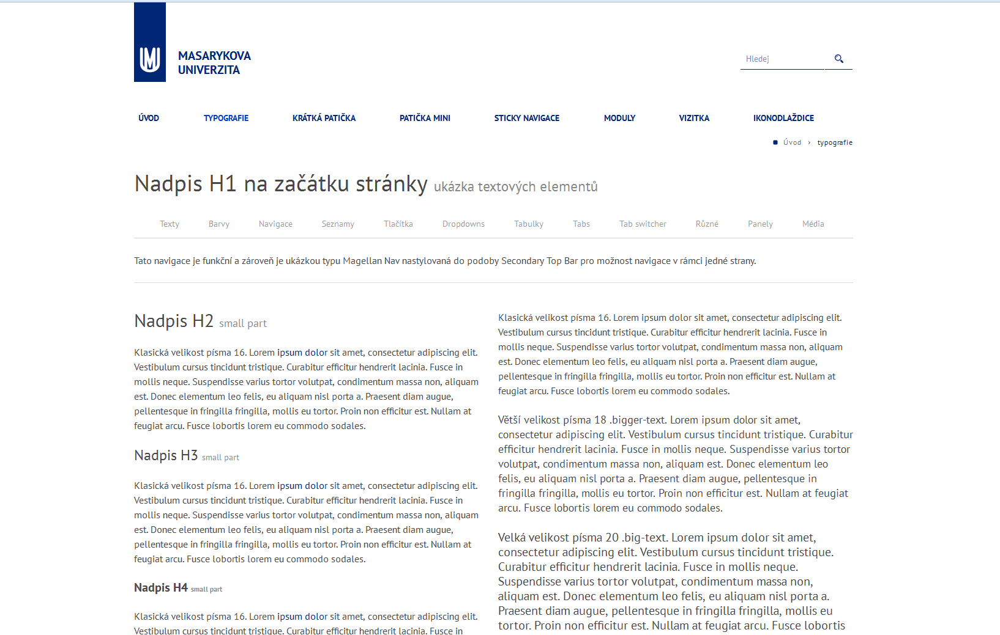 MASARYKOVA
UNIVERZITA
Hledej
ÚVOD TYPOGRAFIE KRÁTKÁ PATIČKA PATIČKA MINI STICKY NAVIGACE MODULY VIZITKA IKONODLAŽDICE
Úvod › typografie
Nadpis H1 na začátku stránky ukázka textových elementů
Texty Barvy Navigace Seznamy Tlačítka Dropdowns Tabulky Tabs Tab switcher Různé Panely Média
Tato navigace je funkční a zároveň je ukázkou typu Magellan Nav nastylovaná do podoby Secondary Top Bar pro možnost navigace v rámci jedné strany.
Nadpis H2 small part
Klasická velikost písma 16. Lorem ipsum dolor sit amet, consectetur adipiscing elit.
Vestibulum cursus tincidunt tristique. Curabitur efficitur hendrerit lacinia. Fusce in
mollis neque. Suspendisse varius tortor volutpat, condimentum massa non, aliquam
est. Donec elementum leo felis, eu aliquam nisl porta a. Praesent diam augue,
pellentesque in fringilla fringilla, mollis eu tortor. Proin non efficitur est. Nullam at
feugiat arcu. Fusce lobortis lorem eu commodo sodales.
Nadpis H3 small part
Klasická velikost písma 16. Lorem ipsum dolor sit amet, consectetur adipiscing elit.
Vestibulum cursus tincidunt tristique. Curabitur efficitur hendrerit lacinia. Fusce in
mollis neque. Suspendisse varius tortor volutpat, condimentum massa non, aliquam
est. Donec elementum leo felis, eu aliquam nisl porta a. Praesent diam augue,
pellentesque in fringilla fringilla, mollis eu tortor. Proin non efficitur est. Nullam at
feugiat arcu. Fusce lobortis lorem eu commodo sodales.
Nadpis H4 small part
Klasická velikost písma 16. Lorem ipsum dolor sit amet, consectetur adipiscing elit.
Vestibulum cursus tincidunt tristique. Curabitur efficitur hendrerit lacinia. Fusce in
Klasická velikost písma 16. Lorem ipsum dolor sit amet, consectetur adipiscing elit.
Vestibulum cursus tincidunt tristique. Curabitur efficitur hendrerit lacinia. Fusce in
mollis neque. Suspendisse varius tortor volutpat, condimentum massa non, aliquam
est. Donec elementum leo felis, eu aliquam nisl porta a. Praesent diam augue,
pellentesque in fringilla fringilla, mollis eu tortor. Proin non efficitur est. Nullam at
feugiat arcu. Fusce lobortis lorem eu commodo sodales.
Větší velikost písma 18 .bigger-text. Lorem ipsum dolor sit amet,
consectetur adipiscing elit. Vestibulum cursus tincidunt tristique. Curabitur
efficitur hendrerit lacinia. Fusce in mollis neque. Suspendisse varius tortor
volutpat, condimentum massa non, aliquam est. Donec elementum leo
felis, eu aliquam nisl porta a. Praesent diam augue, pellentesque in
fringilla fringilla, mollis eu tortor. Proin non efficitur est. Nullam at feugiat
arcu. Fusce lobortis lorem eu commodo sodales.
Velká velikost písma 20 .big-text. Lorem ipsum dolor sit amet,
consectetur adipiscing elit. Vestibulum cursus tincidunt tristique.
Curabitur efficitur hendrerit lacinia. Fusce in mollis neque.
Suspendisse varius tortor volutpat, condimentum massa non,
aliquam est. Donec elementum leo felis, eu aliquam nisl porta a.
Praesent diam augue, pellentesque in fringilla fringilla, mollis eu
tortor. Proin non efficitur est. Nullam at feugiat arcu. Fusce lobortis